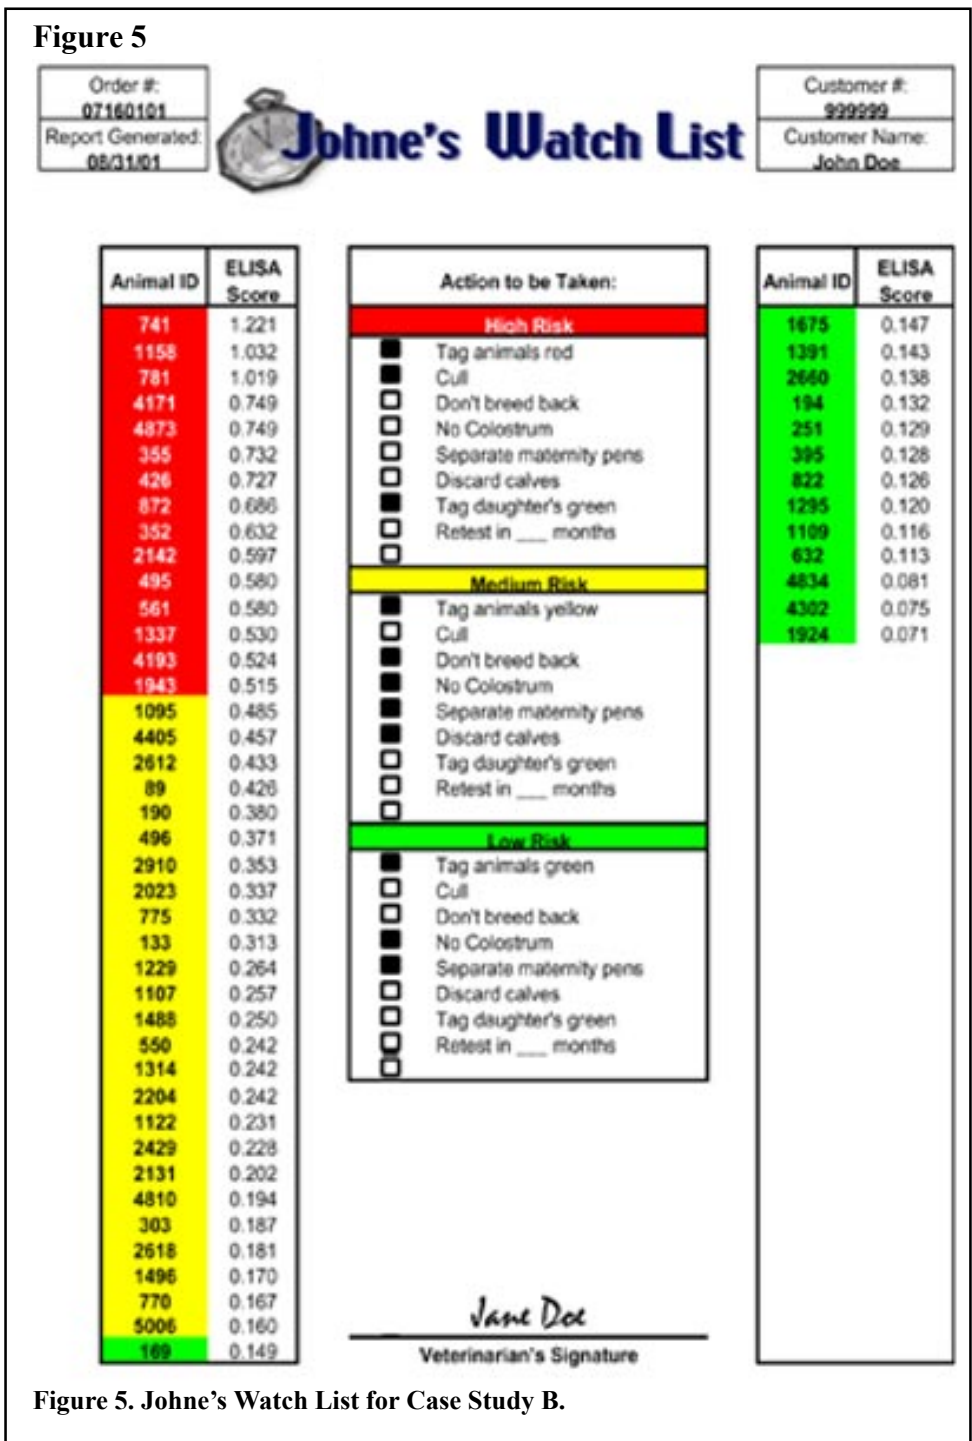 Figure 5
Order #:
07160101
Report Generated:
08/31/01
Johne's Watch List
Customer #:
999999
Customer Name:
John Doe
Animal ID ELISA Score
741 1.221
1158 1.032
781 1.019
4171 0.749
4873 0.749
355 0.732
426 0.727
872 0.686
352 0.632
2142 0.597
495 0.580
561 0.580
1337 0.530
4193 0.524
1943 0.515
1095 0.485
4405 0.457
2612 0.433
89 0.426
190 0.380
496 0.371
2910 0.353
2023 0.337
775 0.332
133 0.313
1229 0.264
1107 0.257
1488 0.250
550 0.242
1314 0.242
2204 0.242
1122 0.231
2429 0.228
2131 0.202
4810 0.194
303 0.187
2618 0.181
1496 0.170
770 0.167
5006 0.160
169 0.149
Action to be Taken:
High Risk
Tag animals red
Cull
Don't breed back
No Colostrum
Separate maternity pens
Discard calves
Tag daughter's green
Retest in ___ months
Medium Risk
Tag animals yellow
Cull
Don't breed back
No Colostrum
Separate maternity pens
Discard calves
Tag daughter's green
Retest in ___ months
Low Risk
Tag animals green
Cull
Don't breed back
No Colostrum
Separate maternity pens
Discard calves
Tag daughter's green
Retest in ___ months
Jane Doe
Veterinarian's Signature
Animal ID ELISA Score
1675 0.147
1391 0.143
2660 0.138
194 0.132
251 0.129
395 0.128
822 0.126
1295 0.120
1109 0.116
632 0.113
4834 0.081
4302 0.075
1924 0.071
Figure 5. Johne's Watch List for Case Study B.